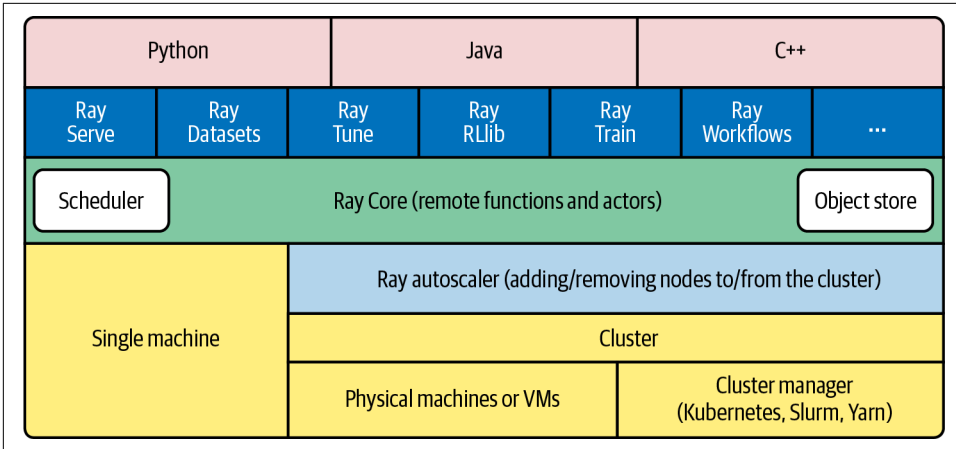 Python
Java
C++
Ray
Serve
Ray
Datasets
Ray
Tune
Ray
RLlib
Ray
Train
Ray
Workflows
...
Scheduler
Ray Core (remote functions and actors)
Object store
Ray autoscaler (adding/removing nodes to/from the cluster)
Single machine
Cluster
Physical machines or VMs
Cluster manager
(Kubernetes, Slurm, Yarn)